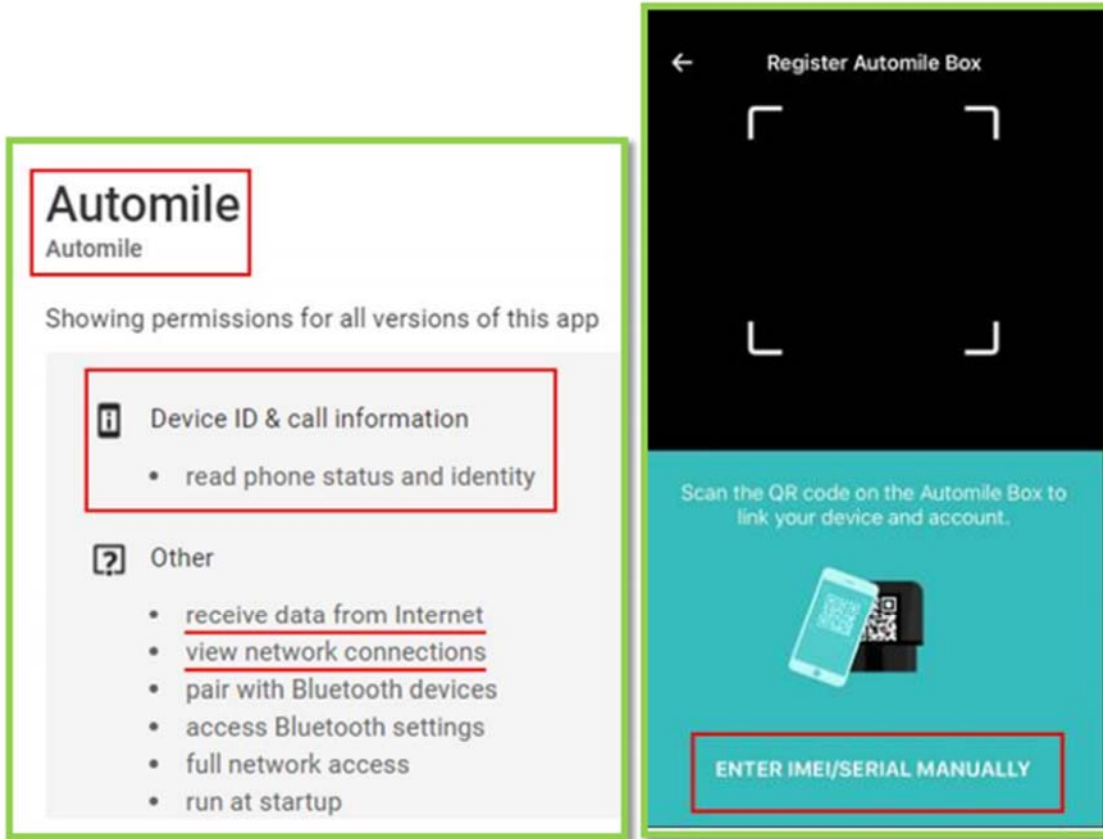 Automile
Automile
Showing permissions for all versions of this app
Device ID & call information
• read phone status and identity
Other
• receive data from Internet
• view network connections
• pair with Bluetooth devices
• access Bluetooth settings
• full network access
• run at startup
Register Automile Box
Scan the QR code on the Automile Box to
link your device and account.
ENTER IMEI/SERIAL MANUALLY